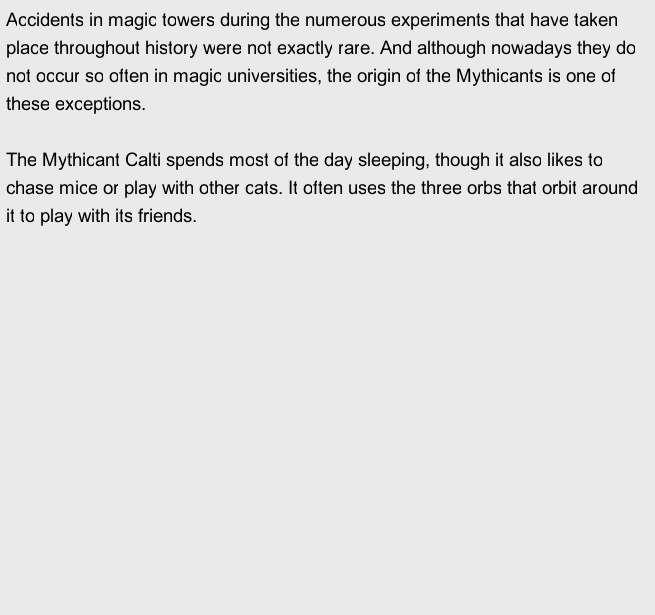 Accidents in magic towers during the numerous experiments that have taken
place throughout history were not exactly rare. And although nowadays they do
not occur so often in magic universities, the origin of the Mythicants is one of
these exceptions.

The Mythicant Calti spends most of the day sleeping, though it also likes to
chase mice or play with other cats. It often uses the three orbs that orbit around
it to play with its friends.